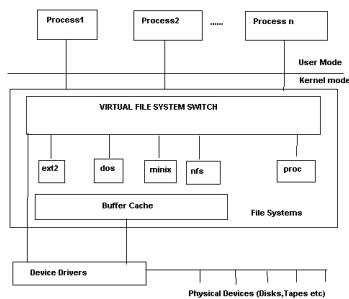 Process1
Process2
......
Process n
User Mode
Kernel mode
VIRTUAL FILE SYSTEM SWITCH
ext2
dos
minix
nfs
proc
Buffer Cache
File Systems
Device Drivers
Physical Devices (Disks,Tapes etc)